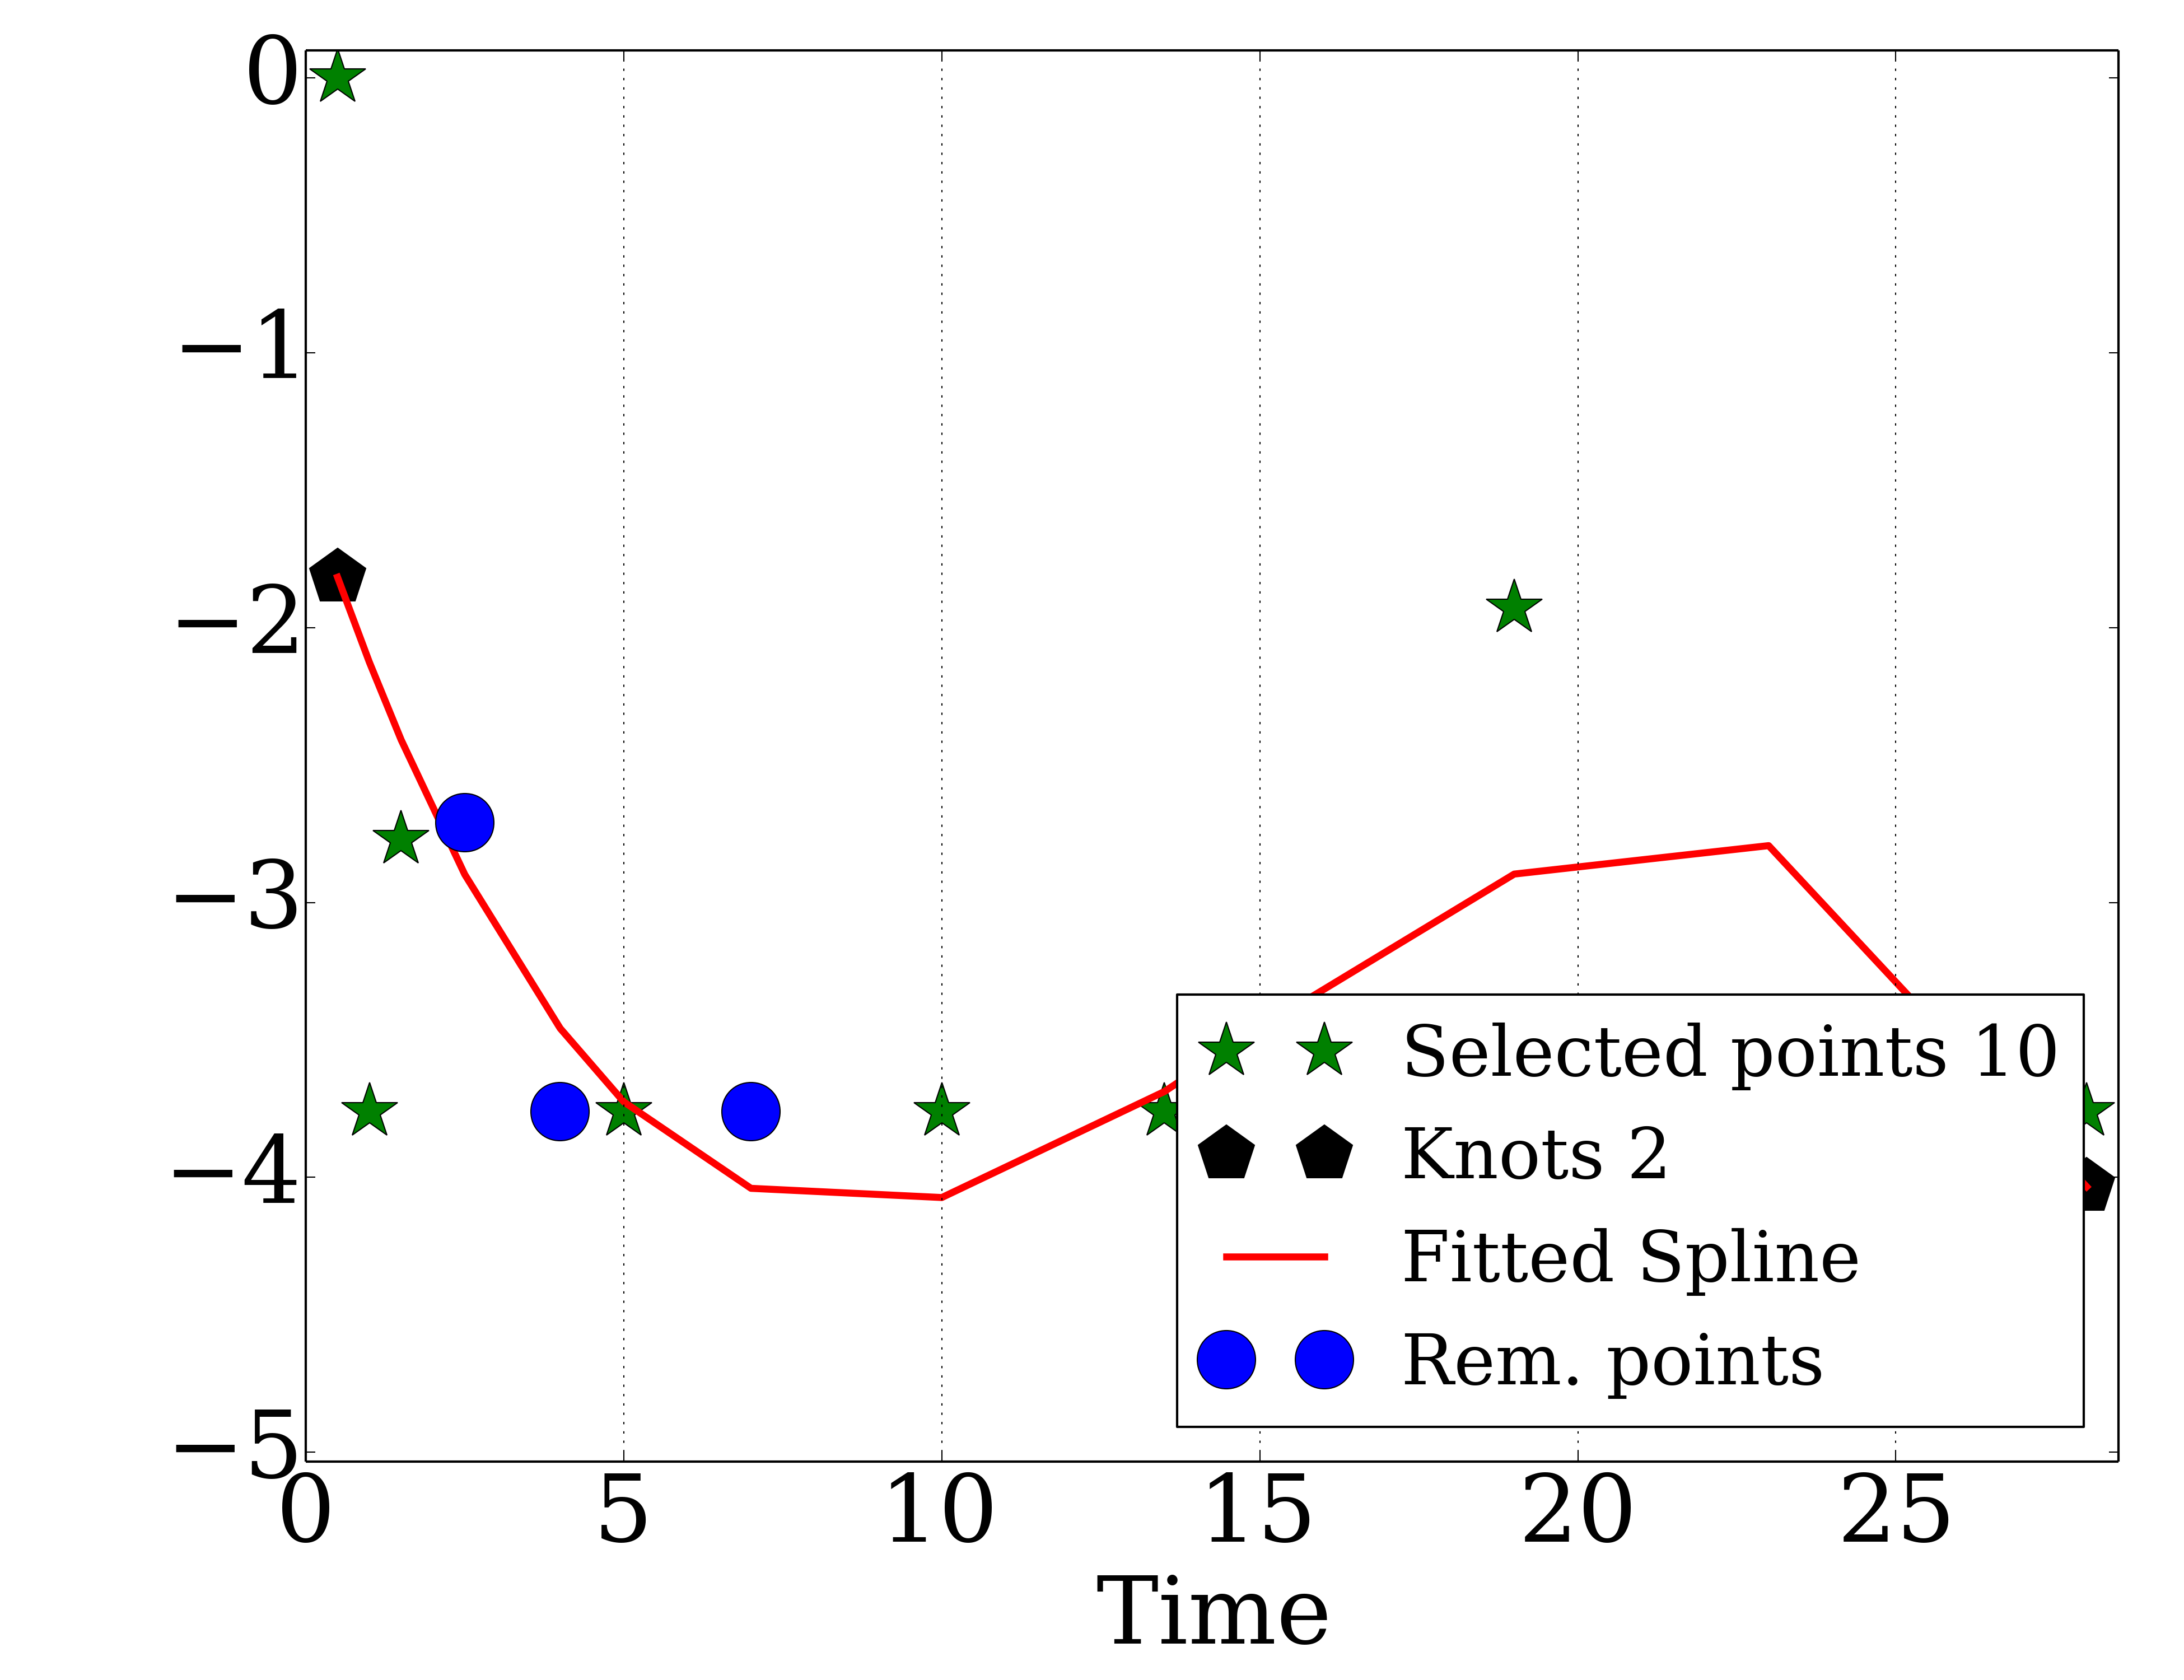 0
−1
−2
−3
−4
−5
0 5 10 15 20 25
Time
Selected points 10
Knots 2
Fitted Spline
Rem. points